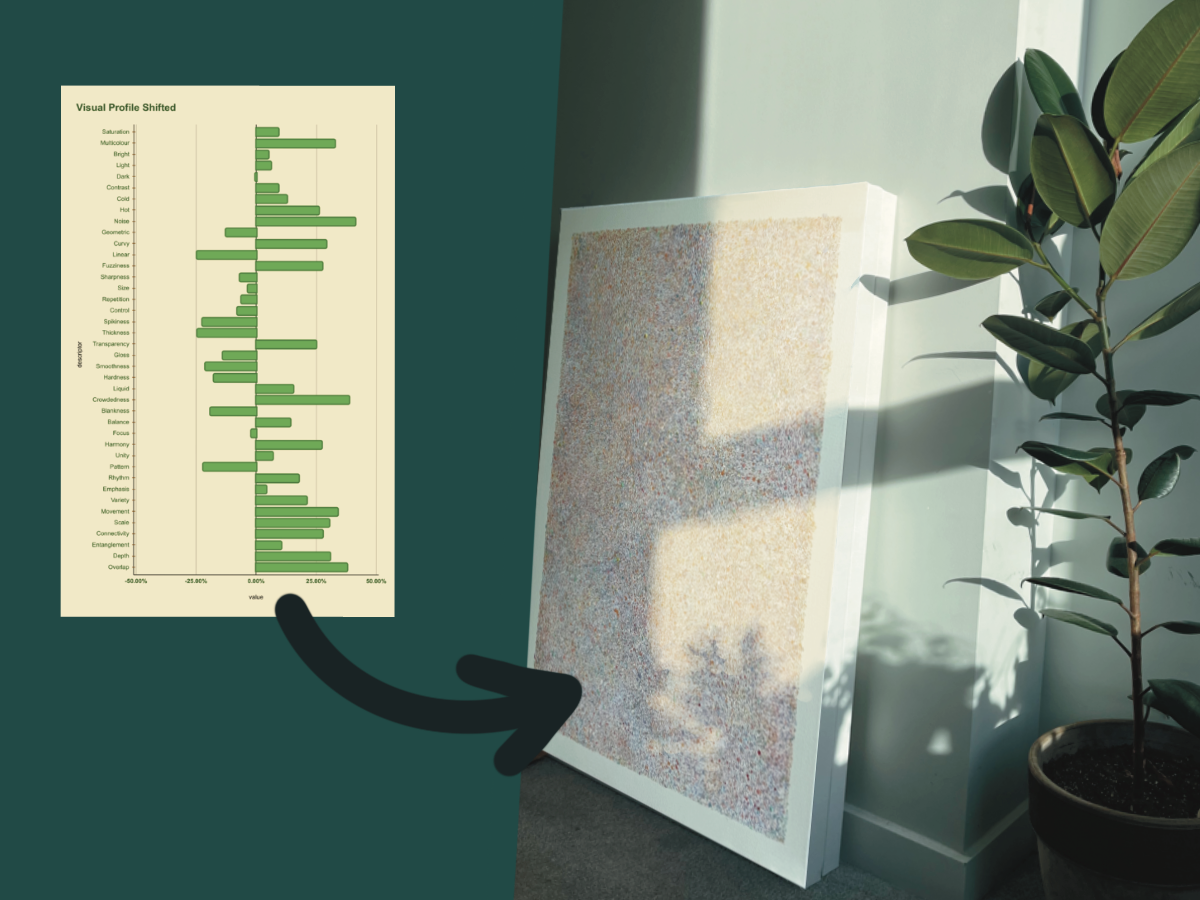 Visual Profile Shifted
Saturation
Multicolour
Bright
Light
Dark
Contrast
Cold
Hot
Noise
Geometric
Curvy
Linear
Fuzziness
Sharpness
Size
Repetition
Control
Spikiness
Thickness
Transparency
Gloss
Smoothness
Hardness
Liquid
Crowdedness
Blankness
Balance
Focus
Harmony
Unity
Pattern
Rhythm
Emphasis
Variety
Movement
Scale
Connectivity
Entanglement
Depth
Overlap
descriptor
-50.00% -25.00% 0.00% 25.00% 50.00%
value